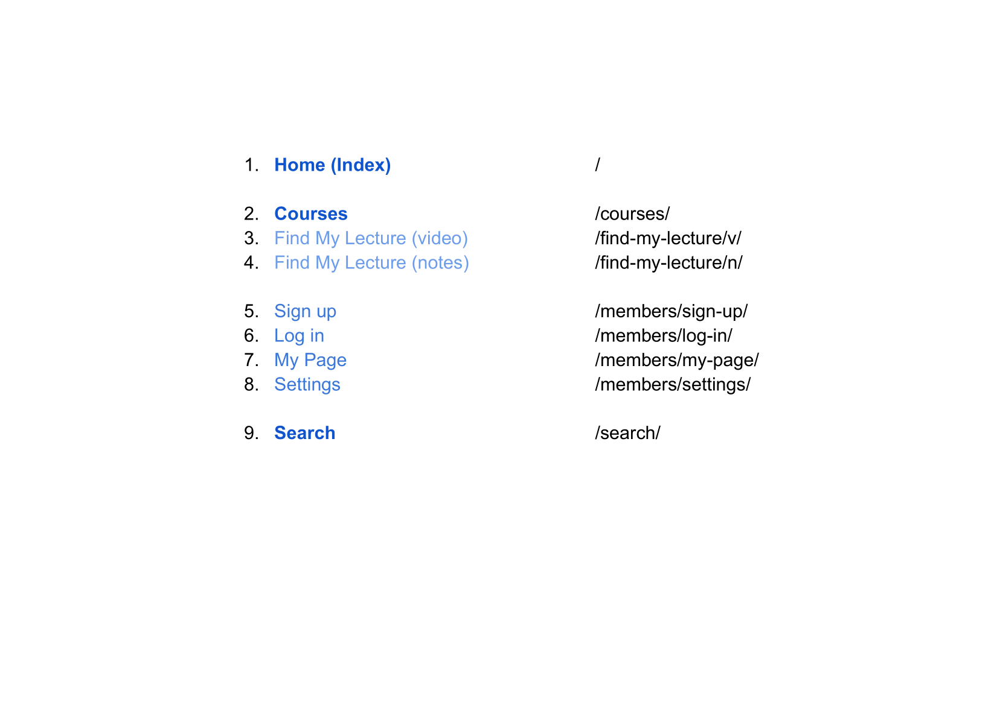 1. Home (Index) /
2. Courses /courses/
3. Find My Lecture (video) /find-my-lecture/v/
4. Find My Lecture (notes) /find-my-lecture/n/
5. Sign up /members/sign-up/
6. Log in /members/log-in/
7. My Page /members/my-page/
8. Settings /members/settings/
9. Search /search/